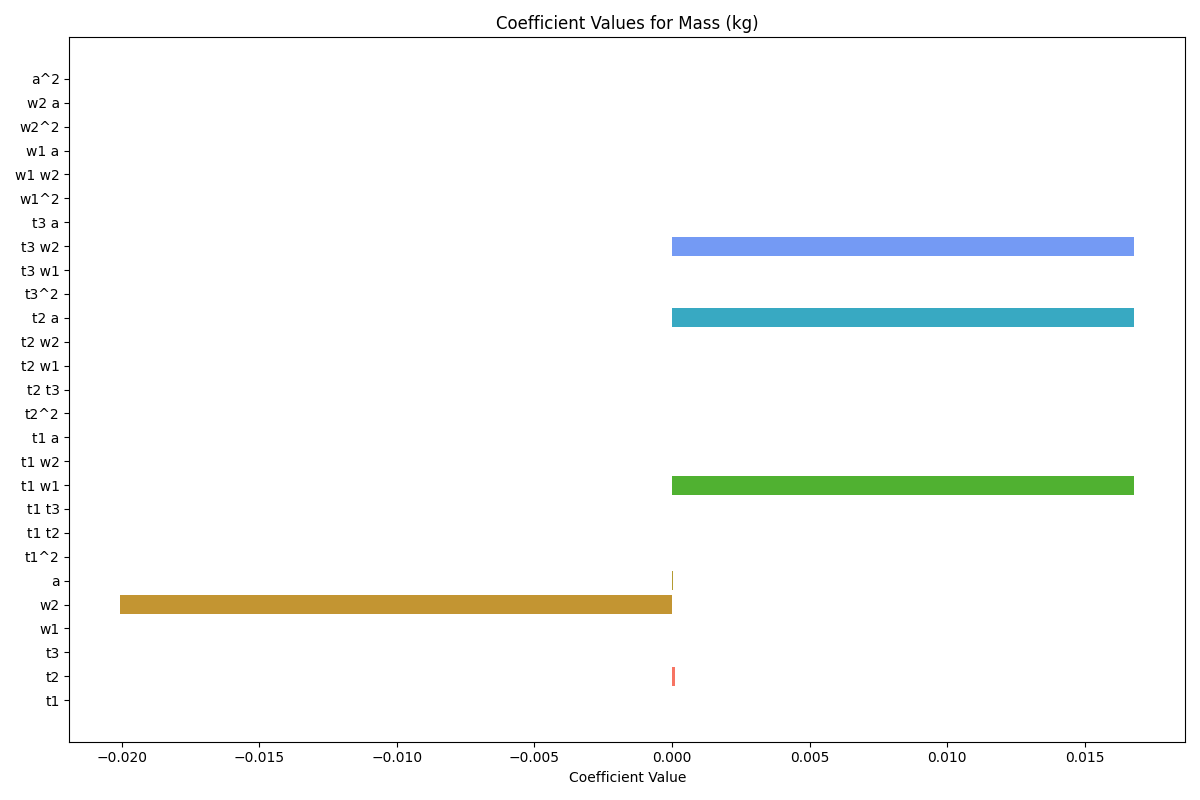 Coefficient Values for Mass (kg)
a^2
w2 a
w2^2
w1 a
w1 w2
w1^2
t3 a
t3 w2
t3 w1
t3^2
t2 a
t2 w2
t2 w1
t2 t3
t2^2
t1 a
t1 w2
t1 w1
t1 t3
t1 t2
t1^2
a
w2
w1
t3
t2
t1
−0.020 −0.015 −0.010 −0.005 0.000 0.005 0.010 0.015
Coefficient Value